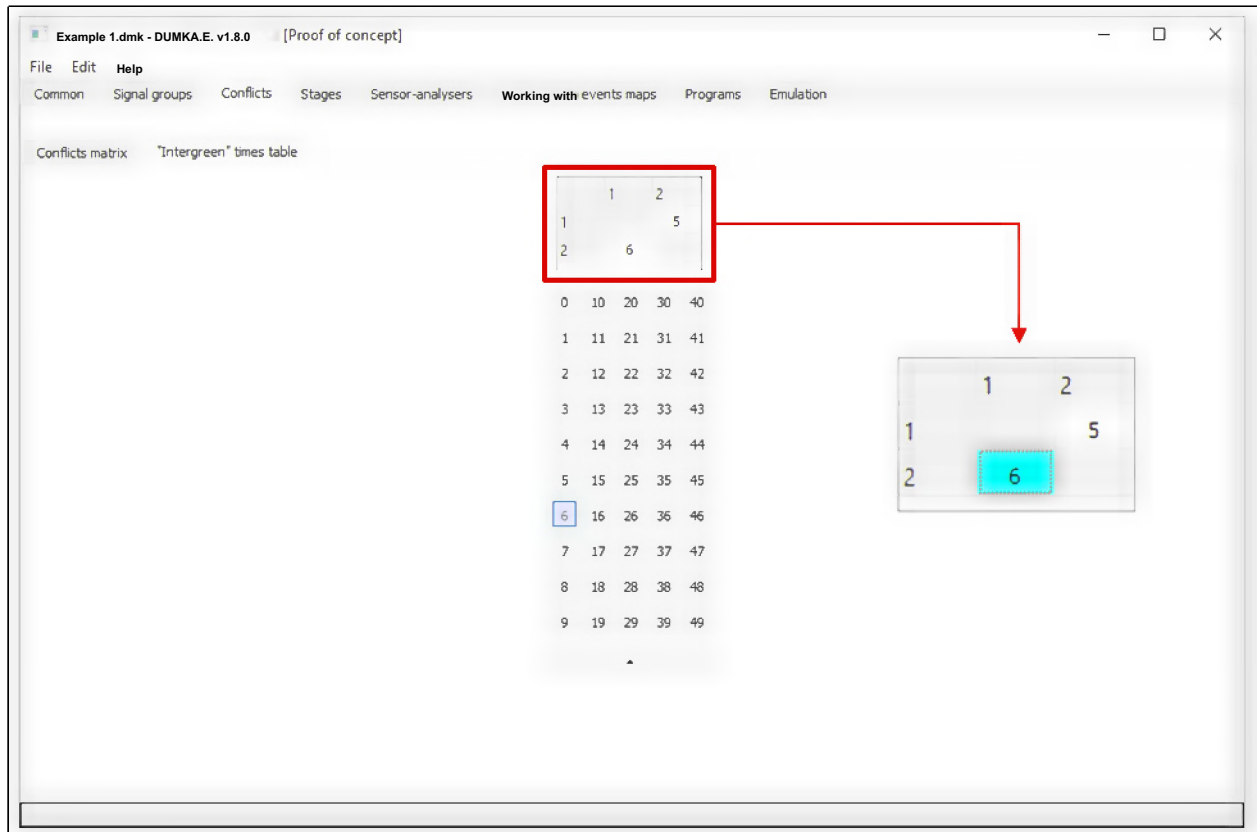 Example 1.dmk - DUMKA.E. v1.8.0 [Proof of concept]
File Edit Help
Common Signal groups Conflicts Stages Sensor-analysers Working with events maps Programs Emulation
Conflicts matrix "Intergreen" times table
1 2
1 5
2 6
0 10 20 30 40
1 11 21 31 41
2 12 22 32 42
3 13 23 33 43
4 14 24 34 44
5 15 25 35 45
6 16 26 36 46
7 17 27 37 47
8 18 28 38 48
9 19 29 39 49
1 2
1 5
2 6